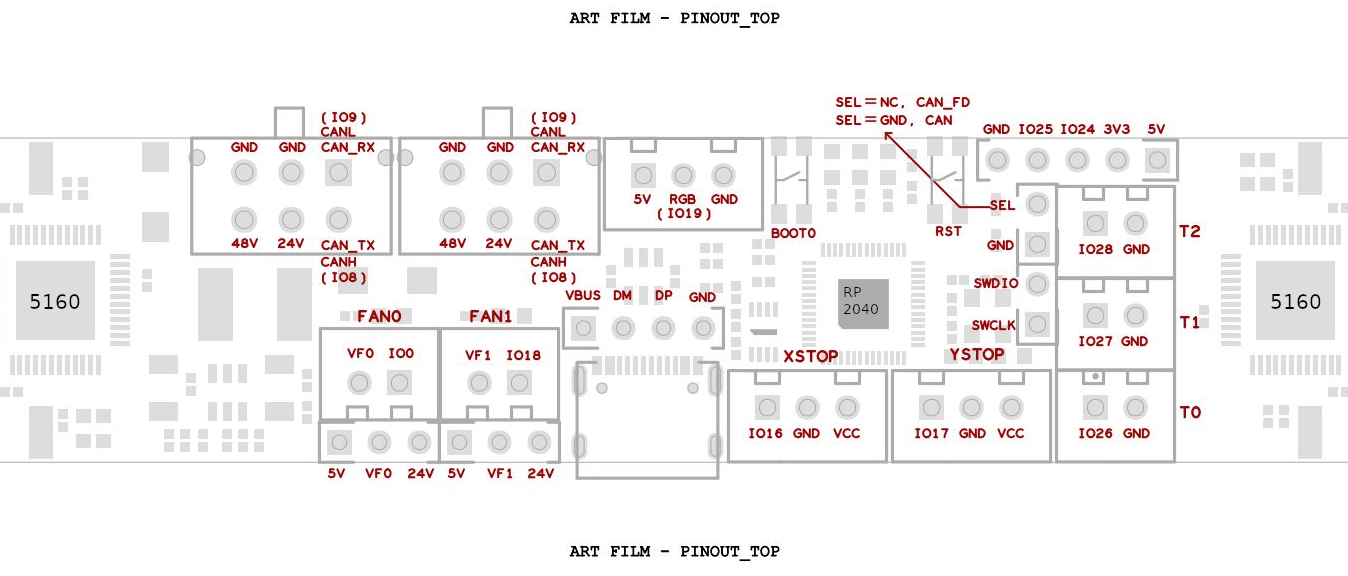 ART FILM - PINOUT_TOP
SEL=NC, CAN_FD
SEL=GND, CAN
(IO9)
CANL
GND GND CAN_RX
48V 24V CAN_TX
CANH
(IO8)
(IO9)
CANL
GND GND CAN_RX
48V 24V CAN_TX
CANH
(IO8)
5V RGB GND
(IO19)
BOOT0
RST
GND IO25 IO24 3V3 5V
SEL
GND
SWDIO
SWCLK
IO28 GND
T2
IO27 GND
T1
IO26 GND
T0
5160
RP
2040
5160
VBUS DM DP GND
FAN0
VF0 IO0
5V VF0 24V
FAN1
VF1 IO18
5V VF1 24V
XSTOP
IO16 GND VCC
YSTOP
IO17 GND VCC
ART FILM - PINOUT_TOP